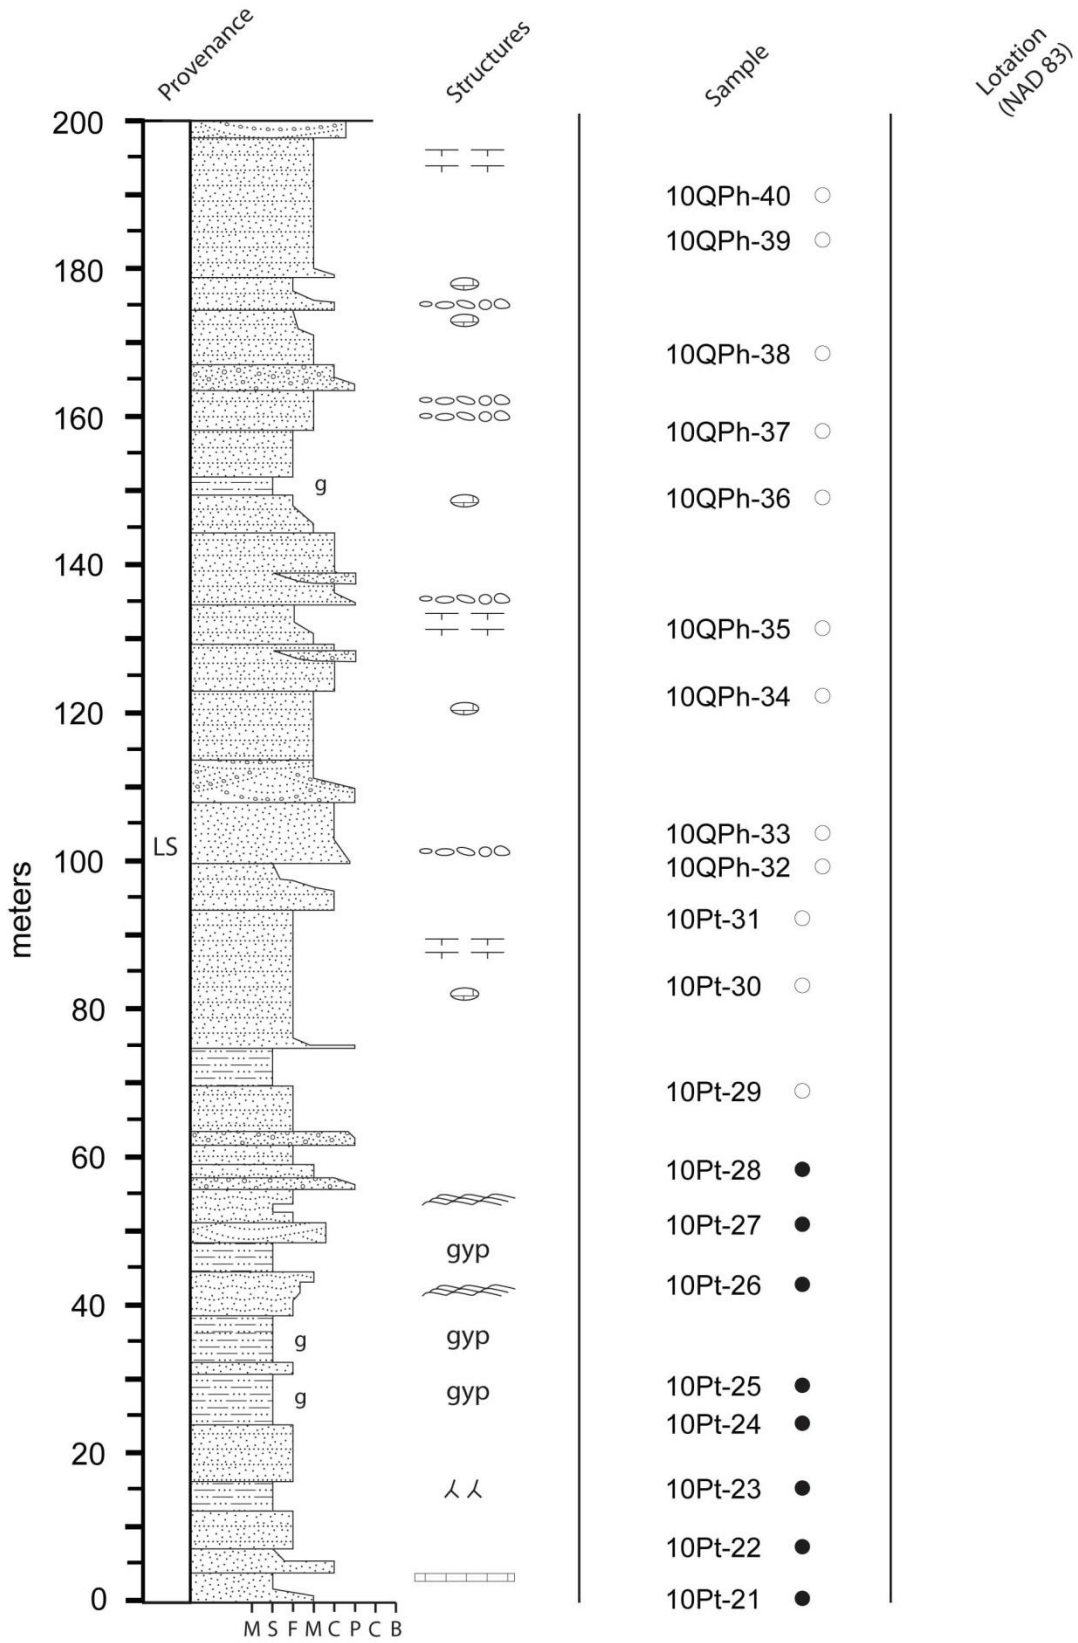 Provenance
Structures
Sample
Lotation
(NAD 83)
200
10QPh-40
10QPh-39
180
10QPh-38
160
10QPh-37
g
10QPh-36
140
10QPh-35
10QPh-34
120
10QPh-33
LS
100
10QPh-32
meters
10Pt-31
10Pt-30
80
10Pt-29
60
10Pt-28
10Pt-27
gyp
10Pt-26
40
g
gyp
10Pt-25
g
gyp
10Pt-24
20
10Pt-23
10Pt-22
0
10Pt-21
M S F M C P C B